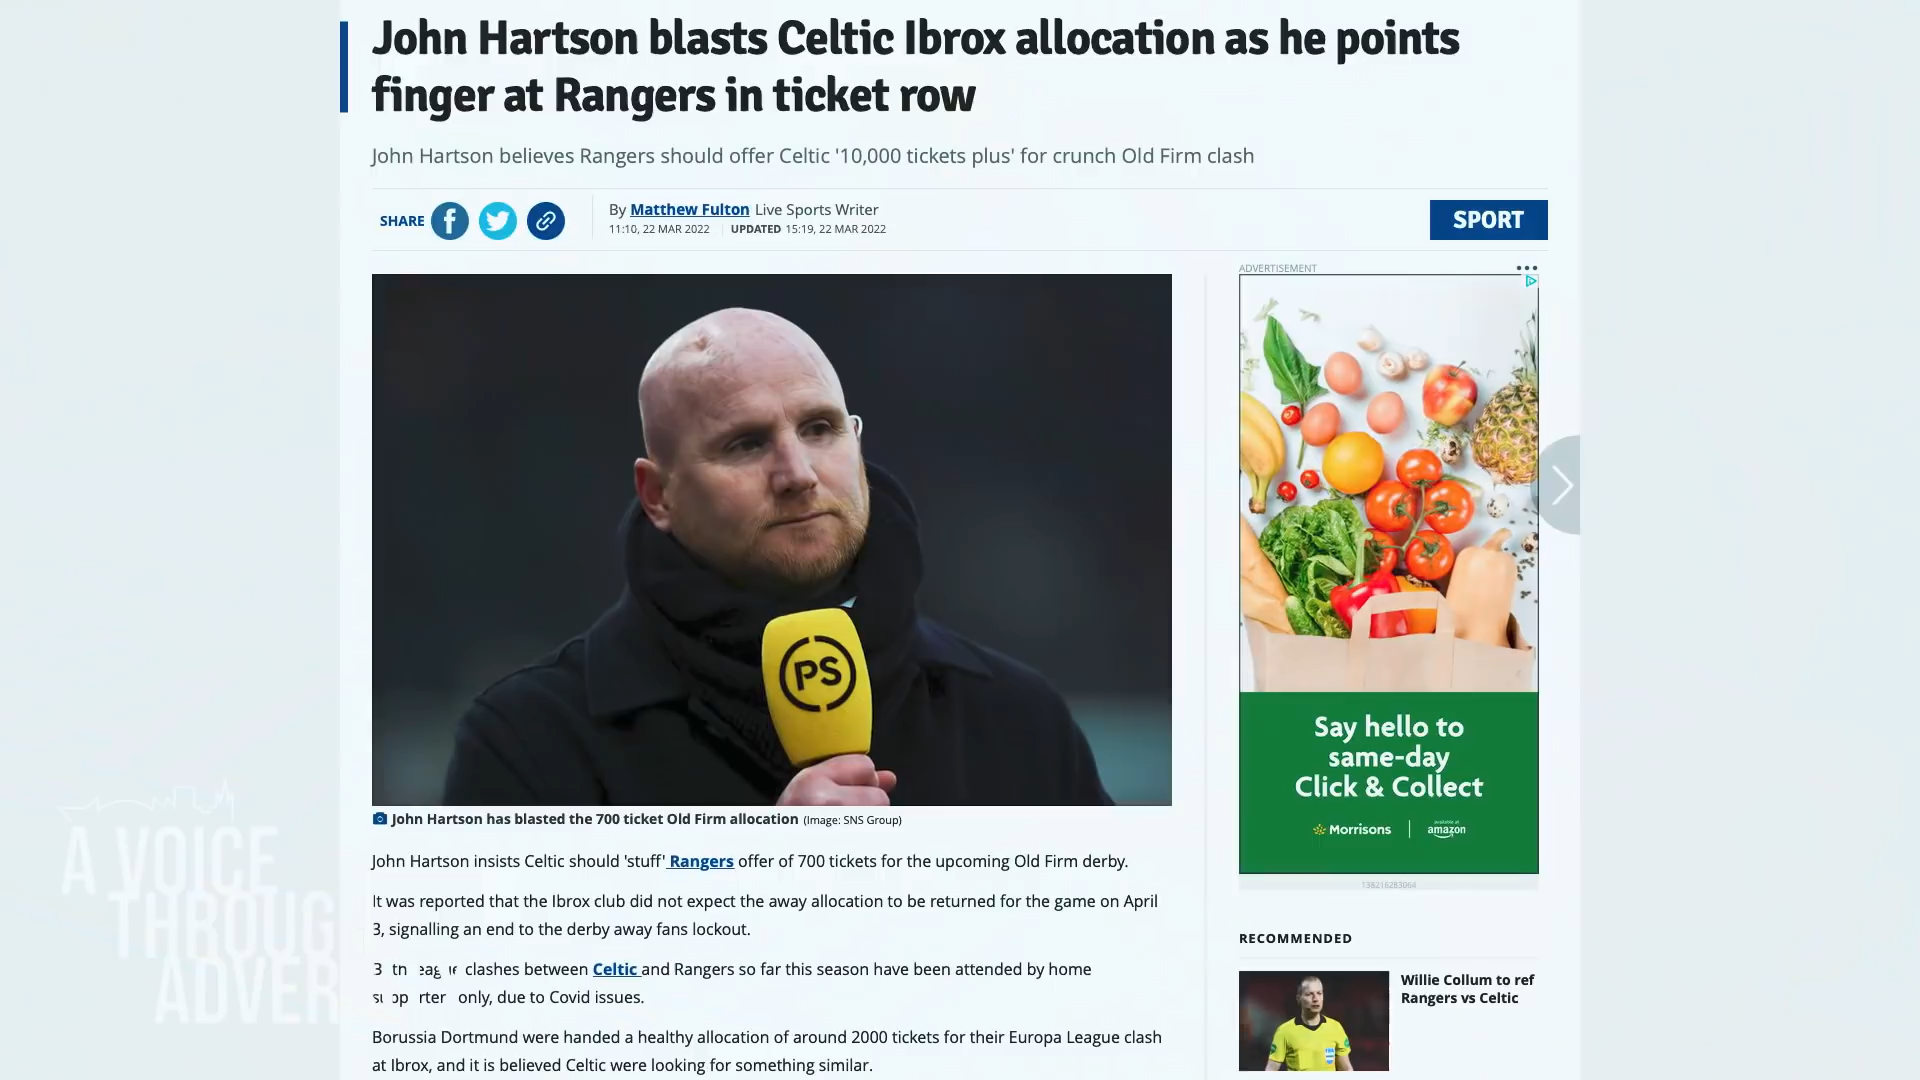 John Hartson blasts Celtic Ibrox allocation as he points
finger at Rangers in ticket row
John Hartson believes Rangers should offer Celtic '10,000 tickets plus' for crunch Old Firm clash
SHARE
By Matthew Fulton Live Sports Writer
11:10, 22 MAR 2022 UPDATED 15:19, 22 MAR 2022
SPORT
ADVERTISEMENT
PS
Say hello to
same-day
Click & Collect
Morrisons
available at
amazon
138216283064
John Hartson has blasted the 700 ticket Old Firm allocation (Image: SNS Group)
John Hartson insists Celtic should 'stuff' Rangers offer of 700 tickets for the upcoming Old Firm derby.
It was reported that the Ibrox club did not expect the away allocation to be returned for the game on April
3, signalling an end to the derby away fans lockout.
clashes between Celtic and Rangers so far this season have been attended by home
only, due to Covid issues.
Borussia Dortmund were handed a healthy allocation of around 2000 tickets for their Europa League clash
at Ibrox, and it is believed Celtic were looking for something similar.
RECOMMENDED
Willie Collum to ref
Rangers vs Celtic
A VOICE
THROUG
ADVER